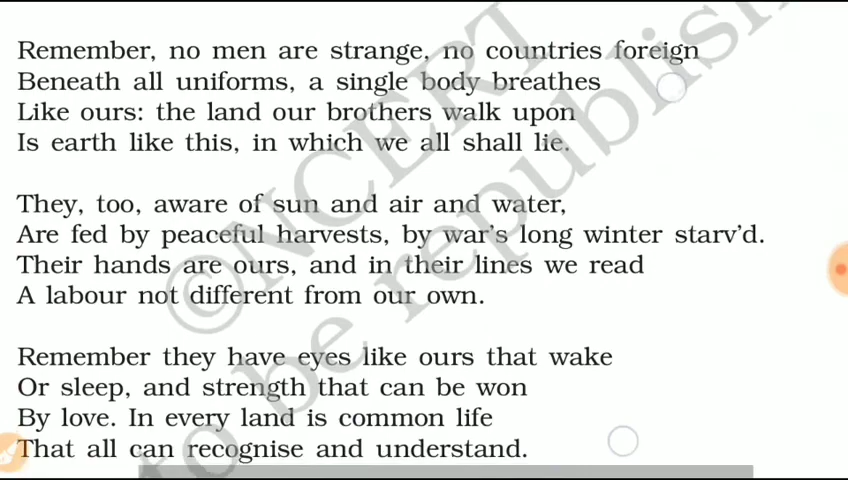 Remember, no men are strange, no countries foreign
Beneath all uniforms, a single body breathes
Like ours: the land our brothers walk upon
Is earth like this, in which we all shall lie.
They, too, aware of sun and air and water,
Are fed by peaceful harvests, by war's long winter starv'd.
Their hands are ours, and in their lines we read
A labour not different from our own.
Remember they have eyes like ours that wake
Or sleep, and strength that can be won
By love. In every land is common life
That all can recognise and understand.
©NCERT
to be republish